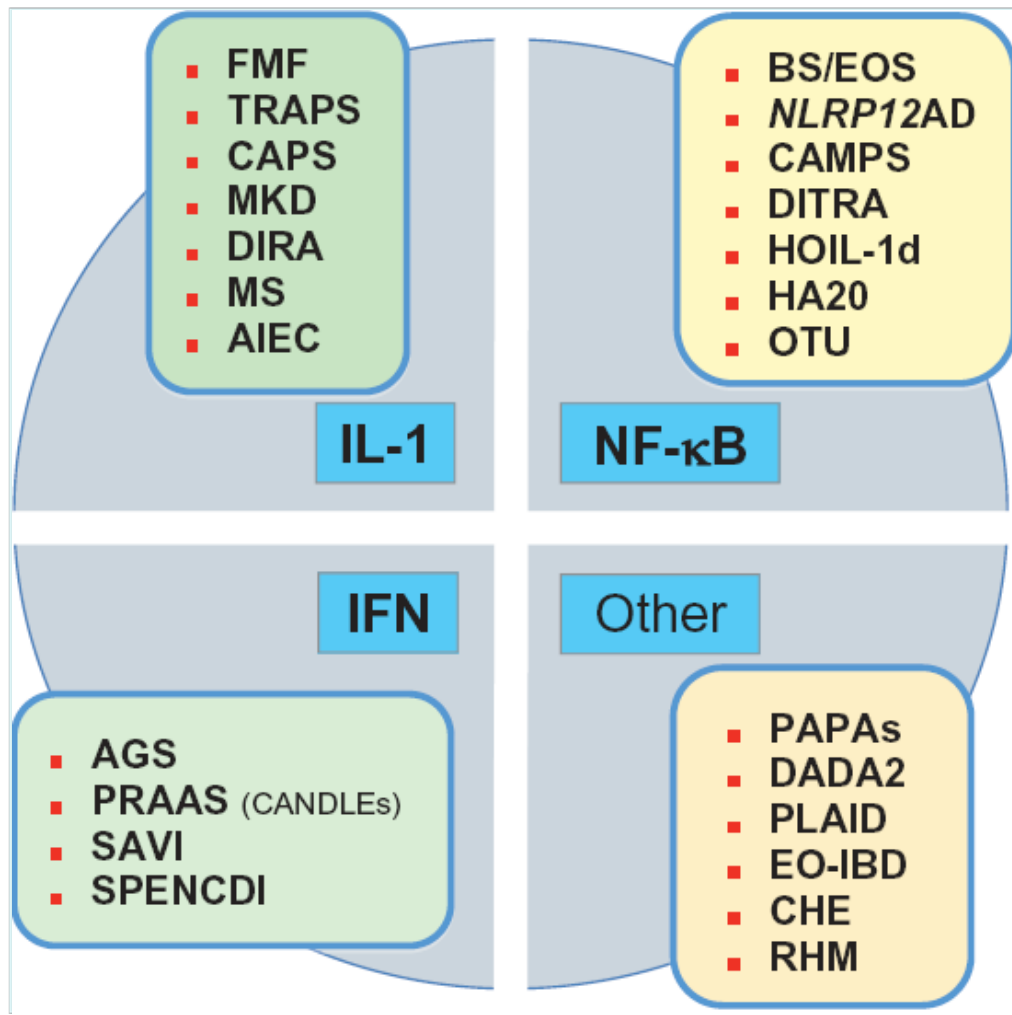 FMF
TRAPS
CAPS
MKD
DIRA
MS
AIEC
IL-1
BS/EOS
NLRP12AD
CAMPS
DITRA
HOIL-1d
HA20
OTU
NF-κB
IFN
AGS
PRAAS (CANDLEs)
SAVI
SPENCDI
Other
PAPAs
DADA2
PLAID
EO-IBD
CHE
RHM